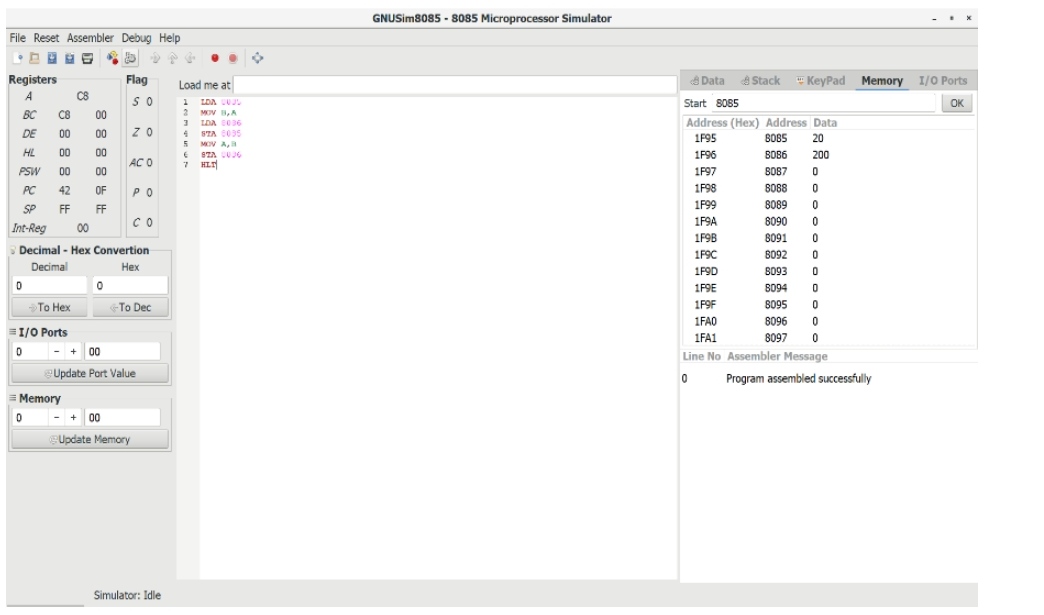 GNUSim8085 - 8085 Microprocessor Simulator
File Reset Assembler Debug Help
Registers
A C8
BC C8 00
DE 00 00
HL 00 00
PSW 00 00
PC 42 0F
SP FF FF
Int-Reg 00
Flag
S 0
Z 0
AC 0
P 0
C 0
Decimal - Hex Convertion
Decimal Hex
0 0
To Hex To Dec
I/O Ports
0 - + 00
Update Port Value
Memory
0 - + 00
Update Memory
Load me at
1 LDA
2 MOV B,A
3 LDA
4 STA
5 MOV A,B
6 STA
7 HLT
Data Stack KeyPad Memory I/O Ports
Start 8085 OK
Address (Hex) Address Data
1F95 8085 20
1F96 8086 200
1F97 8087 0
1F98 8088 0
1F99 8089 0
1F9A 8090 0
1F9B 8091 0
1F9C 8092 0
1F9D 8093 0
1F9E 8094 0
1F9F 8095 0
1FA0 8096 0
1FA1 8097 0
Line No Assembler Message
0 Program assembled successfully
Simulator: Idle